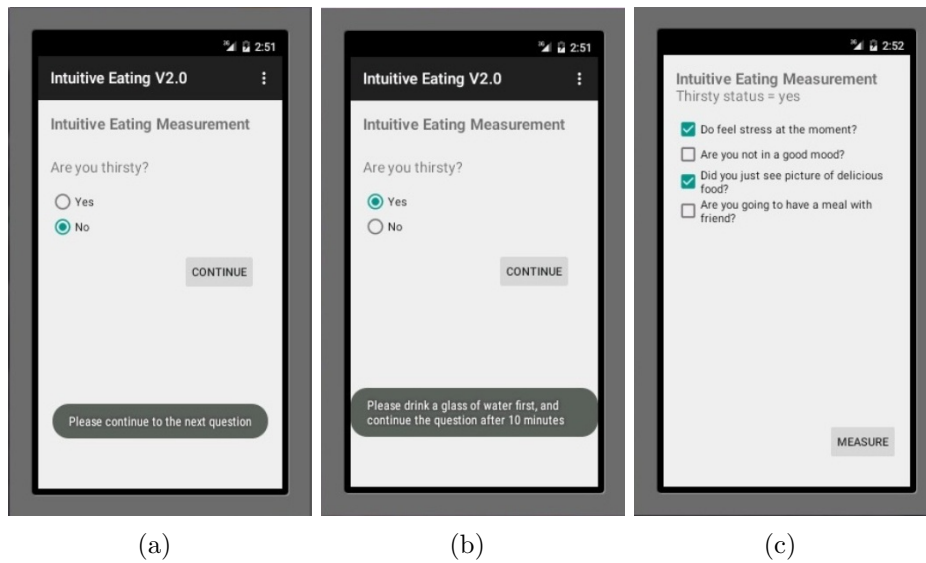 2:51
Intuitive Eating V2.0
Intuitive Eating Measurement
Are you thirsty?
Yes
No
CONTINUE
Please continue to the next question
(a)
2:51
Intuitive Eating V2.0
Intuitive Eating Measurement
Are you thirsty?
Yes
No
CONTINUE
Please drink a glass of water first, and
continue the question after 10 minutes
(b)
2:52
Intuitive Eating Measurement
Thirsty status = yes
Do feel stress at the moment?
Are you not in a good mood?
Did you just see picture of delicious
food?
Are you going to have a meal with
friend?
MEASURE
(c)